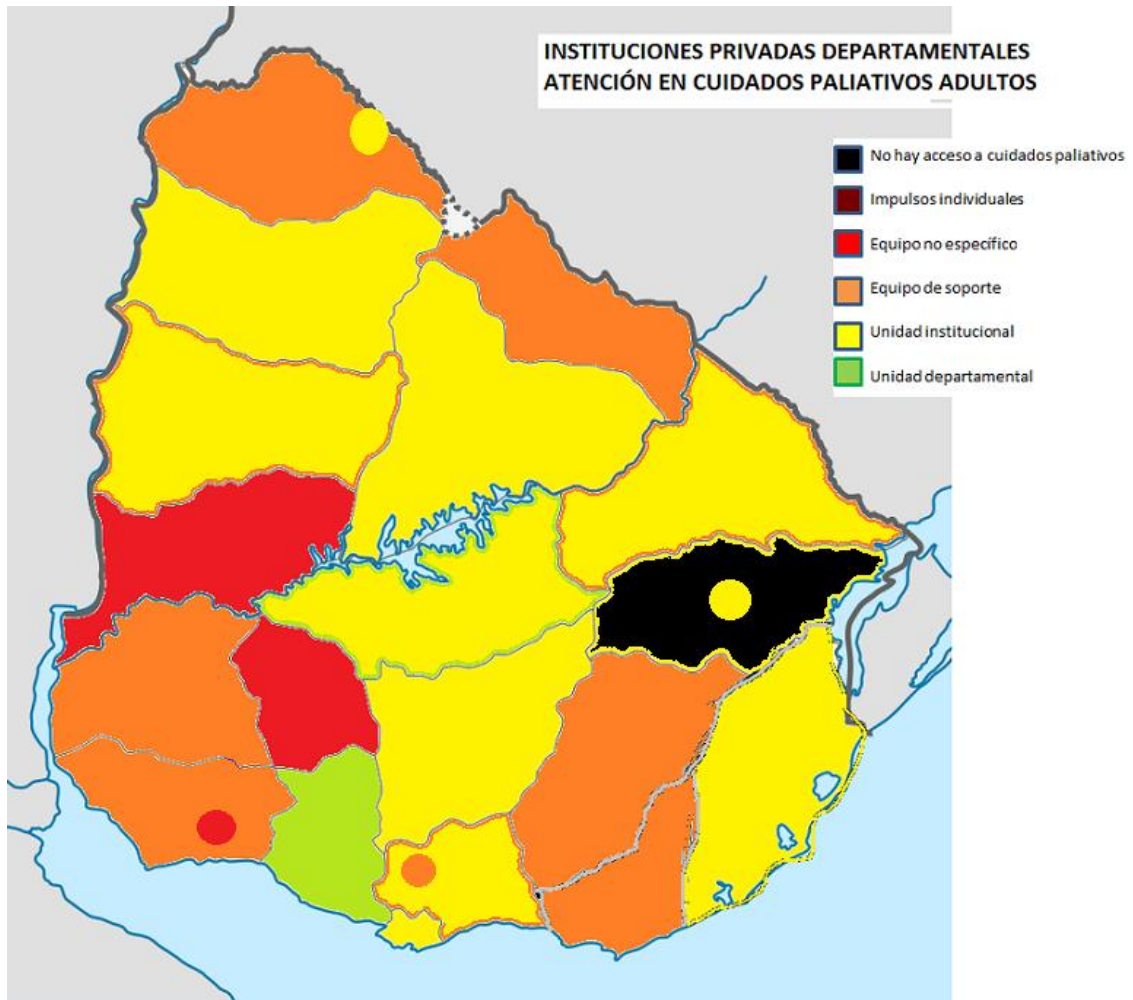 INSTITUCIONES PRIVADAS DEPARTAMENTALES
ATENCIÓN EN CUIDADOS PALIATIVOS ADULTOS
No hay acceso a cuidados paliativos
Impulsos individuales
Equipo no específico
Equipo de soporte
Unidad institucional
Unidad departamental